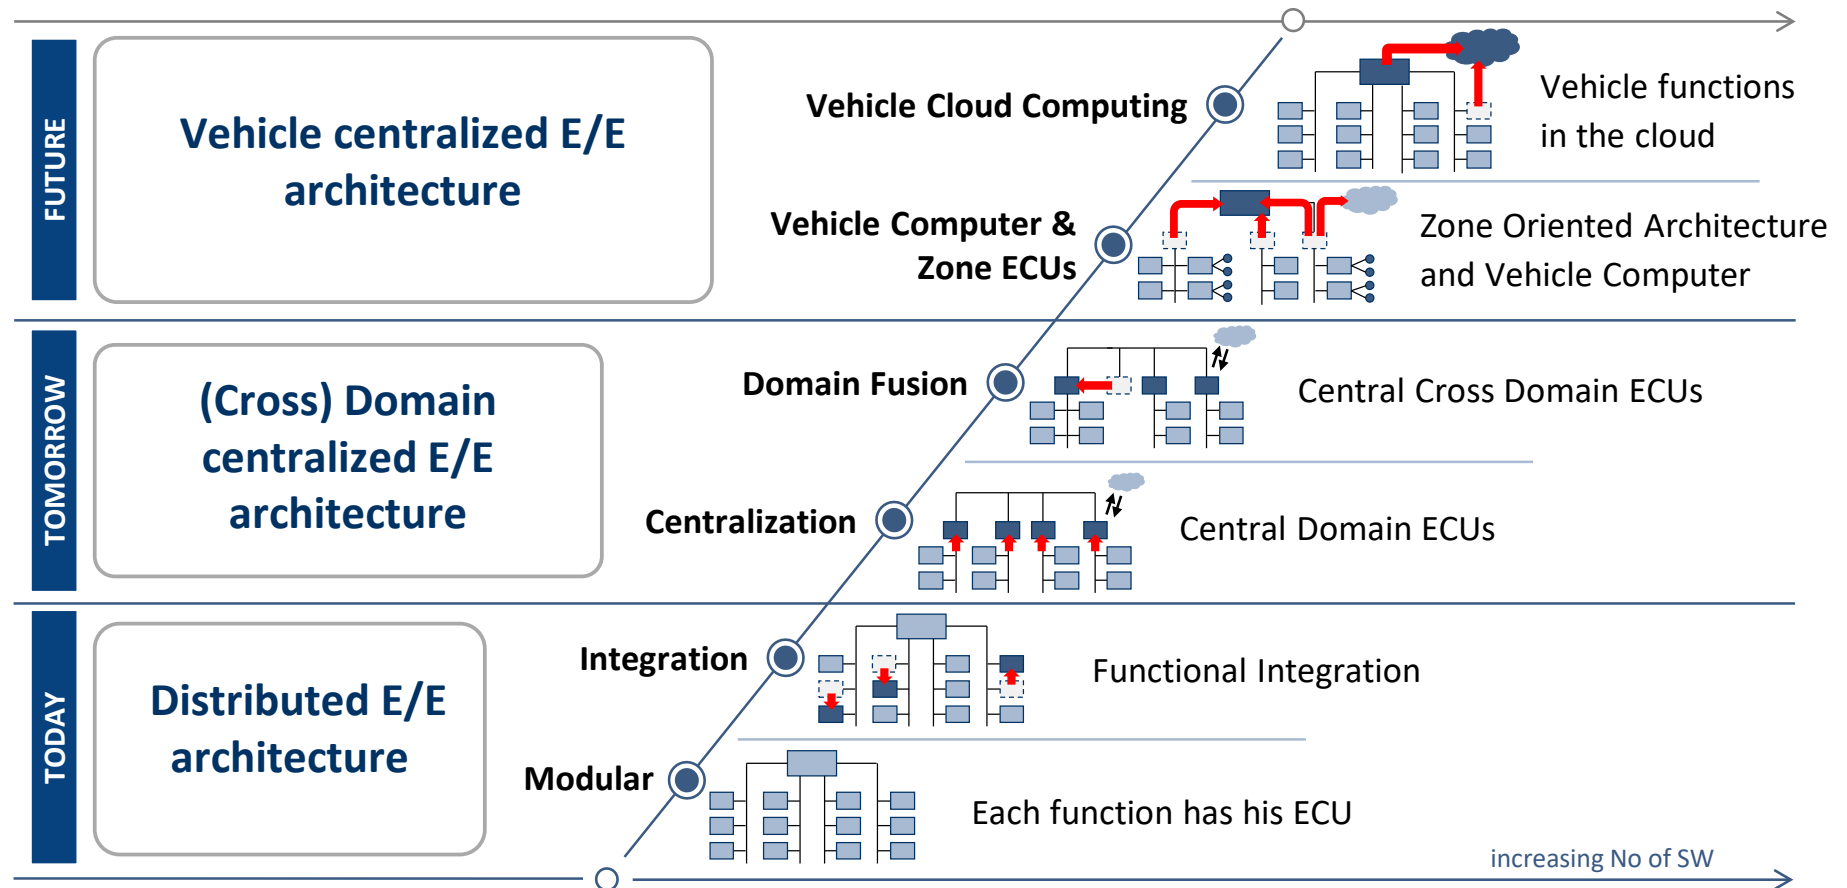 FUTURE
Vehicle centralized E/E
architecture
Vehicle Cloud Computing
Vehicle functions
in the cloud
Vehicle Computer &
Zone ECUs
Zone Oriented Architecture
and Vehicle Computer
TOMORROW
(Cross) Domain
centralized E/E
architecture
Domain Fusion
Central Cross Domain ECUs
Centralization
Central Domain ECUs
TODAY
Distributed E/E
architecture
Integration
Functional Integration
Modular
Each function has his ECU
increasing No of SW